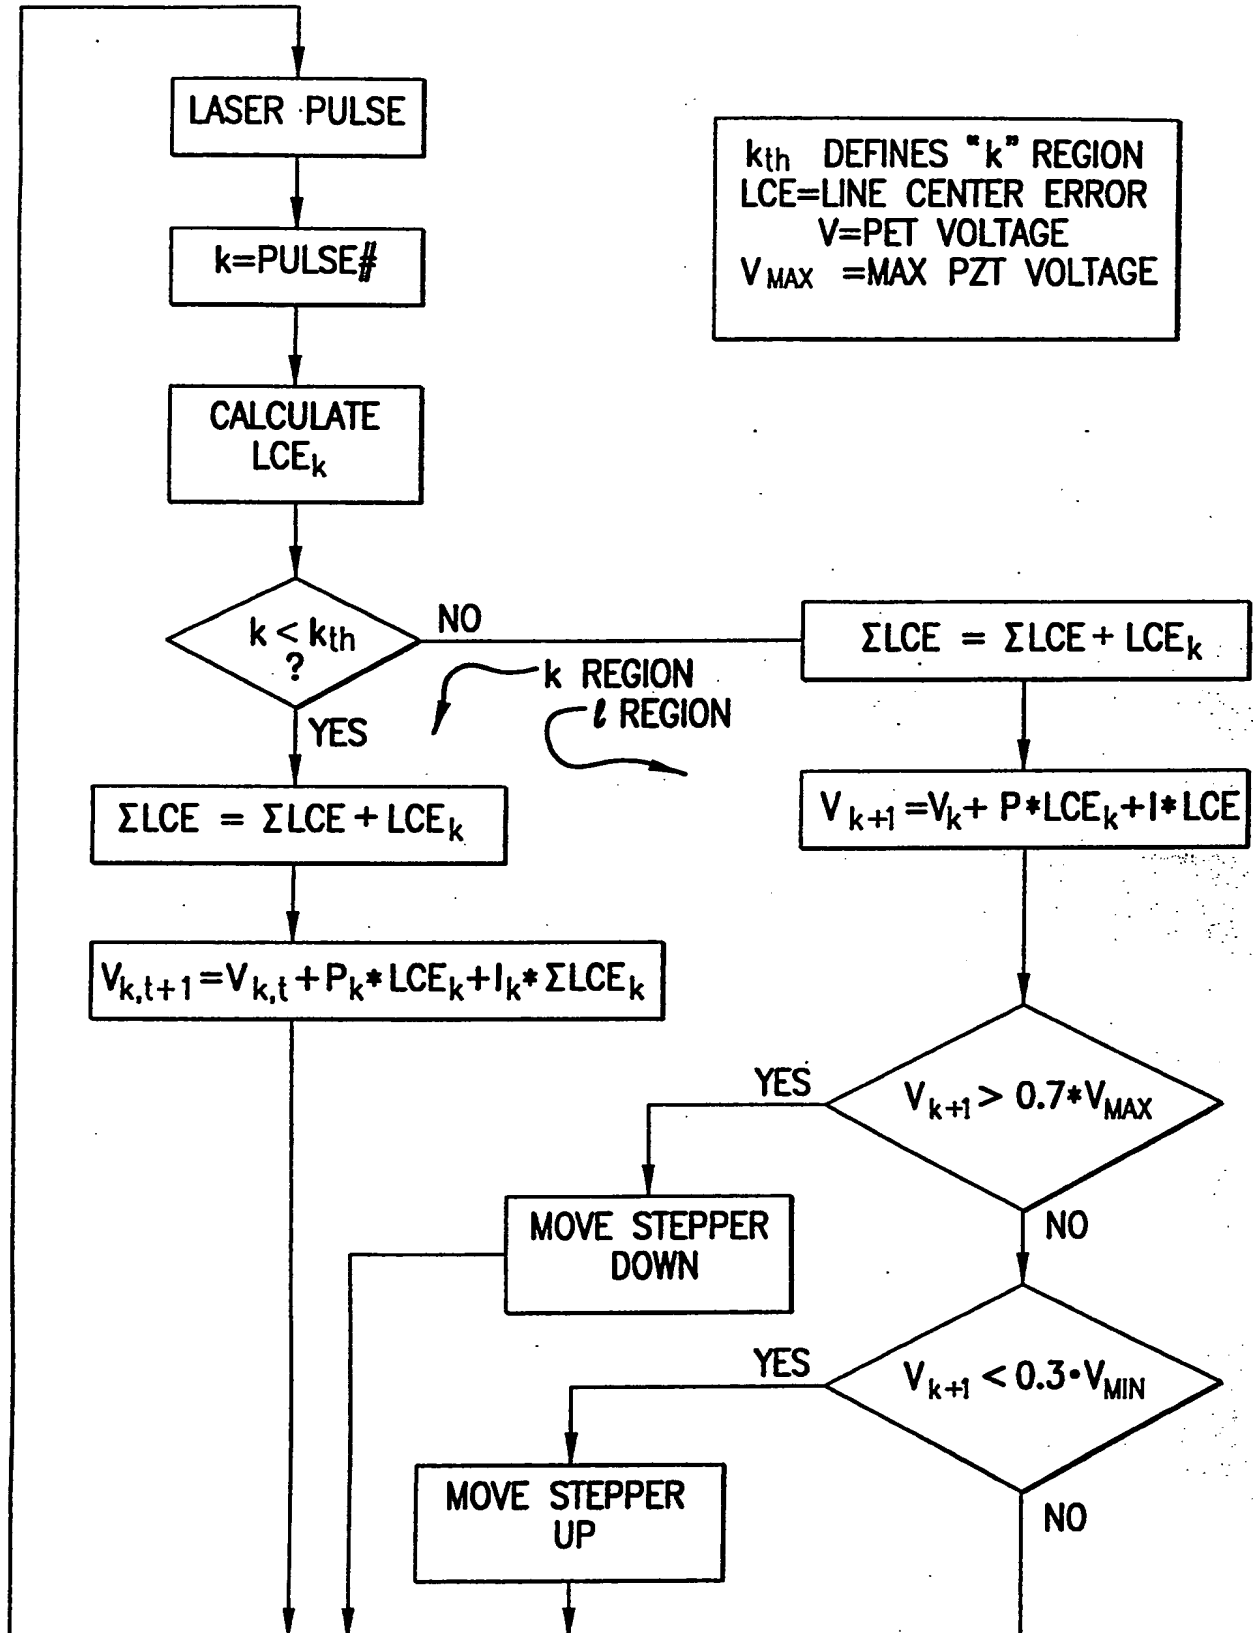 LASER PULSE
k=PULSE#
CALCULATE
LCEk
k < kth
?
NO
YES
k REGION
ℓ REGION
ΣLCE = ΣLCE + LCEk
Vk,t+1 = Vk,t + Pk* LCEk + Ik* ΣLCEk
kth DEFINES "k" REGION
LCE=LINE CENTER ERROR
V=PET VOLTAGE
VMAX =MAX PZT VOLTAGE
ΣLCE = ΣLCE + LCEk
Vk+1 = Vk + P*LCEk + I*LCE
Vk+1 > 0.7*VMAX
YES
NO
MOVE STEPPER
DOWN
Vk+1 < 0.3·VMIN
YES
NO
MOVE STEPPER
UP